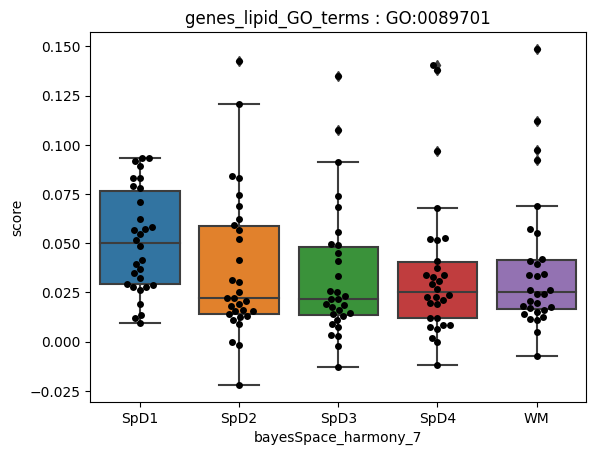 genes_lipid_GO_terms : GO:0089701
0.150
0.125
0.100
0.075
0.050
0.025
0.000
−0.025
score
SpD1 SpD2 SpD3 SpD4 WM
bayesSpace_harmony_7